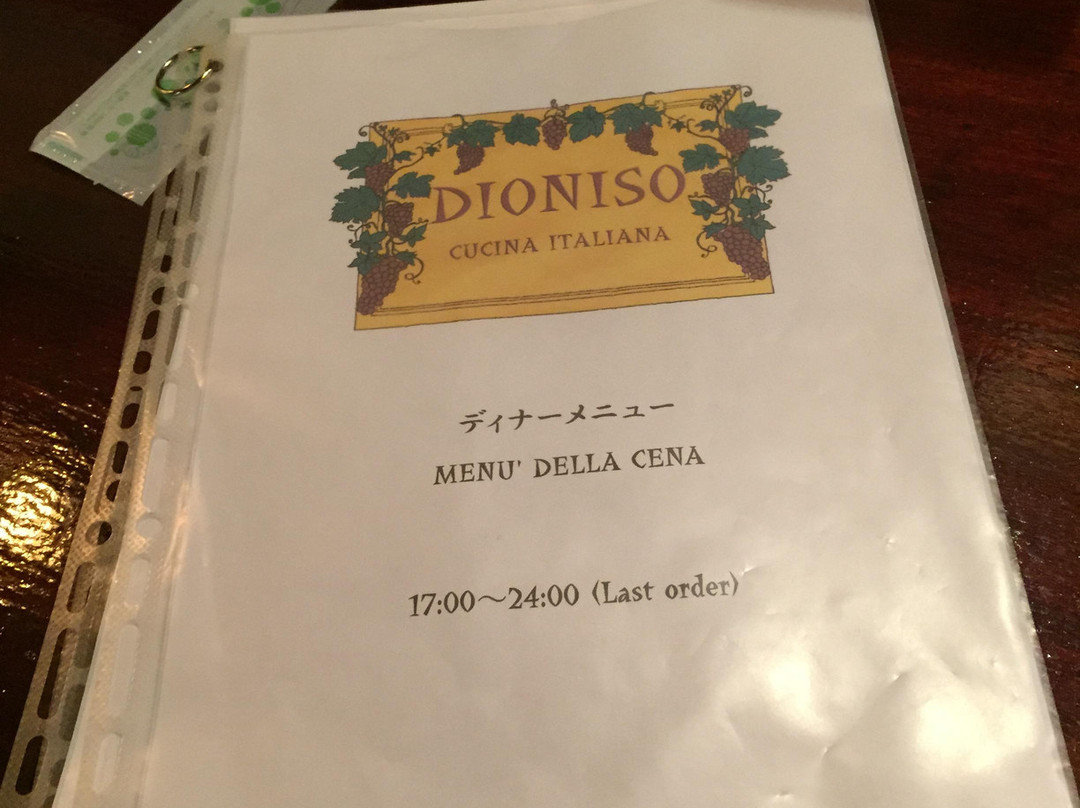 DIONISO
CUCINA ITALIANA
ディナーメニュー
MENU' DELLA CENA
17:00～24:00 (Last order)